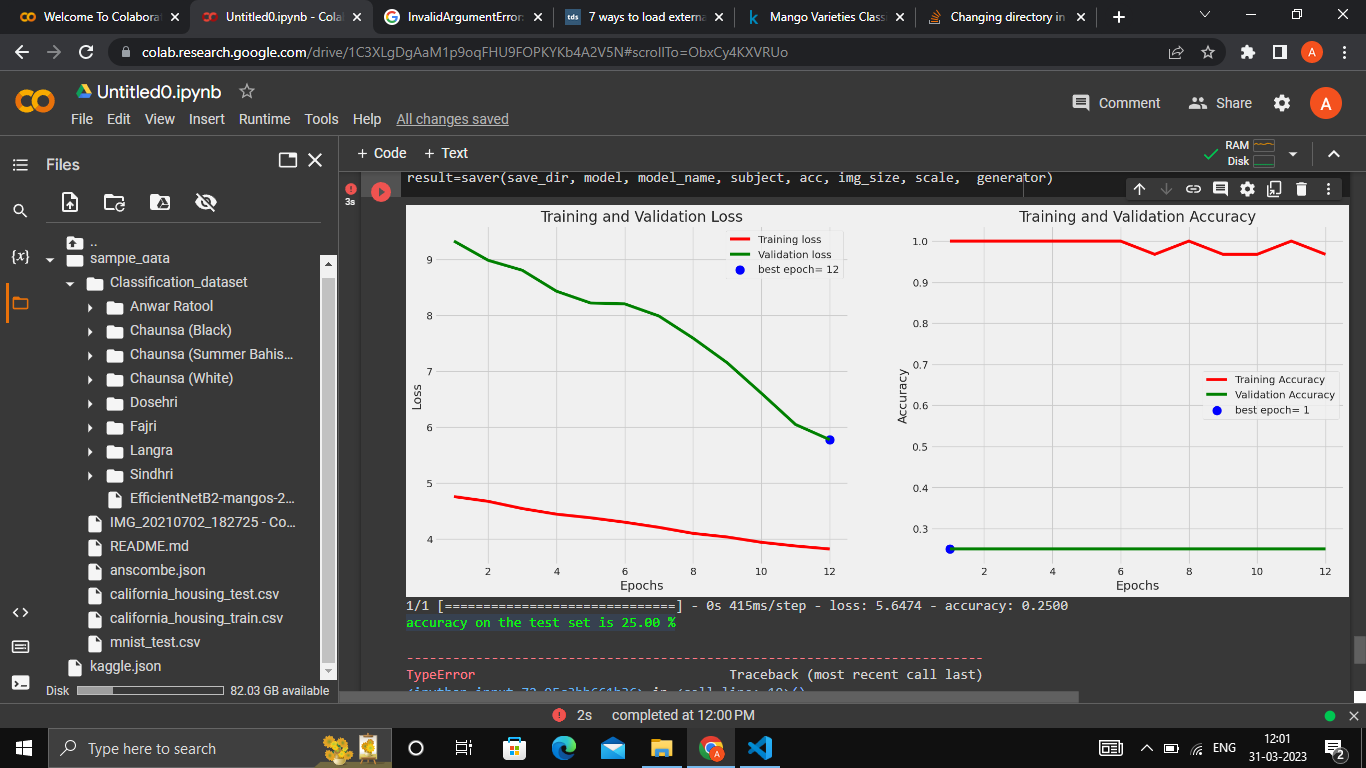 Welcome To Colaborat
Untitled0.ipynb - Colab
InvalidArgumentError:
7 ways to load externa
Mango Varieties Class
Changing directory in
colab.research.google.com/drive/1C3XLgDgAaM1p9oqFHU9FOPKYKb4A2V5N#scrollTo=ObxCy4KXVRUo
A
Untitled0.ipynb
File Edit View Insert Runtime Tools Help All changes saved
Comment
Share
A
Files
+ Code + Text
RAM
Disk
3s
result=saver(save_dir, model, model_name, subject, acc, img_size, scale, generator)
..
sample_data
Classification_dataset
Anwar Ratool
Chaunsa (Black)
Chaunsa (Summer Bahis...
Chaunsa (White)
Dosehri
Fajri
Langra
Sindhri
EfficientNetB2-mangos-2...
IMG_20210702_182725 - Co...
README.md
anscombe.json
california_housing_test.csv
california_housing_train.csv
mnist_test.csv
kaggle.json
Disk 82.03 GB available
Training and Validation Loss
Training loss
Validation loss
best epoch= 12
Loss
9
8
7
6
5
4
2 4 6 8 10 12
Epochs
Training and Validation Accuracy
Training Accuracy
Validation Accuracy
best epoch= 1
Accuracy
1.0
0.9
0.8
0.7
0.6
0.5
0.4
0.3
2 4 6 8 10 12
Epochs
1/1 [==============================] - 0s 415ms/step - loss: 5.6474 - accuracy: 0.2500
accuracy on the test set is 25.00 %
---------------------------------------------------------------------------
TypeError Traceback (most recent call last)
2s completed at 12:00 PM
Type here to search
ENG
12:01
31-03-2023
2